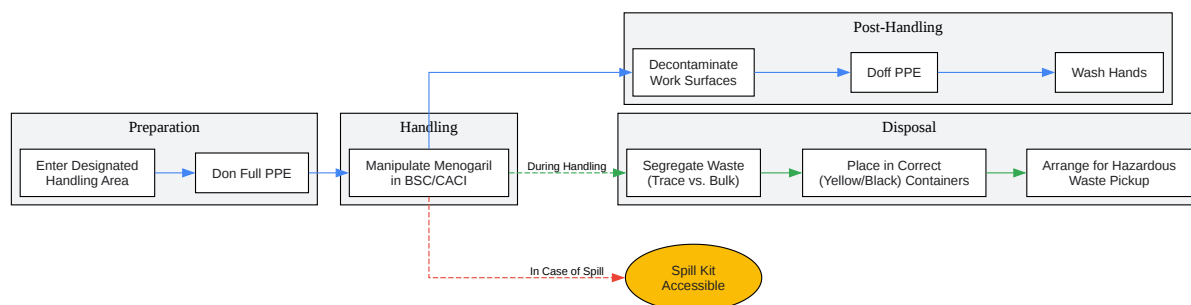 Post-Handling
Decontaminate
Work Surfaces
Doff PPE
Wash Hands
Preparation
Enter Designated
Handling Area
Don Full PPE
Handling
Manipulate Menogaril
in BSC/CACI
During Handling
Disposal
Segregate Waste
(Trace vs. Bulk)
Place in Correct
(Yellow/Black) Containers
Arrange for Hazardous
Waste Pickup
In Case of Spill
Spill Kit
Accessible